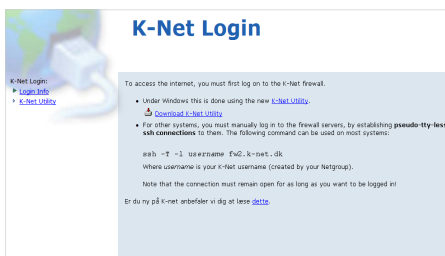 K-Net Login
K-Net Login:
Login Info
K-Net Utility
To access the internet, you must first log on to the K-Net firewall.
Under Windows this is done using the new K-Net Utility.
Download K-Net Utility
For other systems, you must manually log in to the firewall servers, by establishing pseudo-tty-less
ssh connections to them. The following command can be used on most systems:
ssh -T -l username fw2.k-net.dk
Where username is your K-Net username (created by your Netgroup).
Note that the connection must remain open for as long as you want to be logged in!
Er du ny på K-net anbefaler vi dig at læse dette.